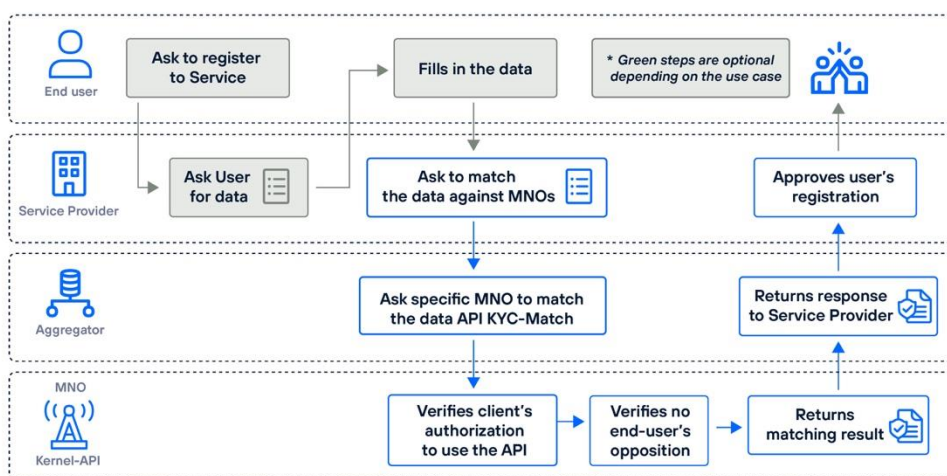 End user
Ask to register
to Service
Fills in the data
* Green steps are optional
depending on the use case
Service Provider
Ask User
for data
Ask to match
the data against MNOs
Approves user's
registration
Aggregator
Ask specific MNO to match
the data API KYC-Match
Returns response
to Service Provider
MNO
Kernel-API
Verifies client's
authorization
to use the API
Verifies no
end-user's
opposition
Returns
matching result